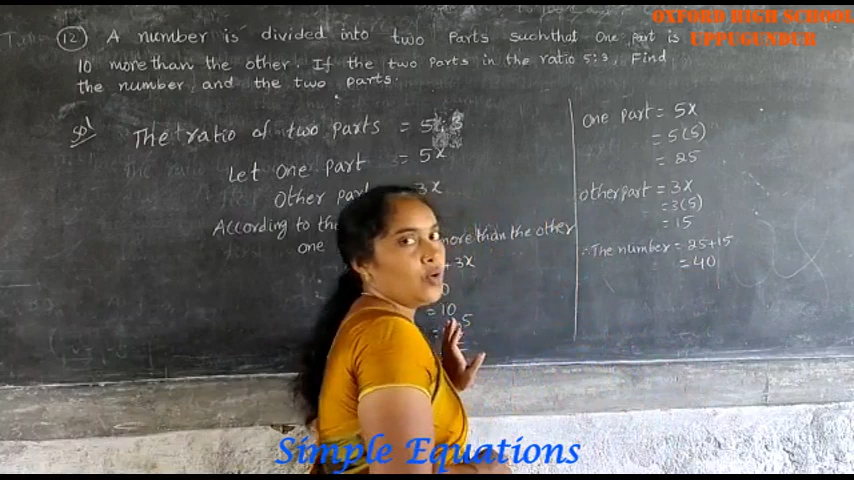 OXFORD HIGH SCHOOL
UPPUGUNDUR
12 A number is divided into two parts such that One part is
10 more than the other. If the two parts in the ratio 5:3, Find
the number and the two parts.
Sol
The ratio of two parts = 5:3
Let one part = 5x
Other part 3x
According to the
one more than the other
+ 3x
= 10
5
one part = 5x
= 5(5)
= 25
other part = 3x
= 3(5)
= 15
∴ The number = 25+15
= 40
Simple Equations